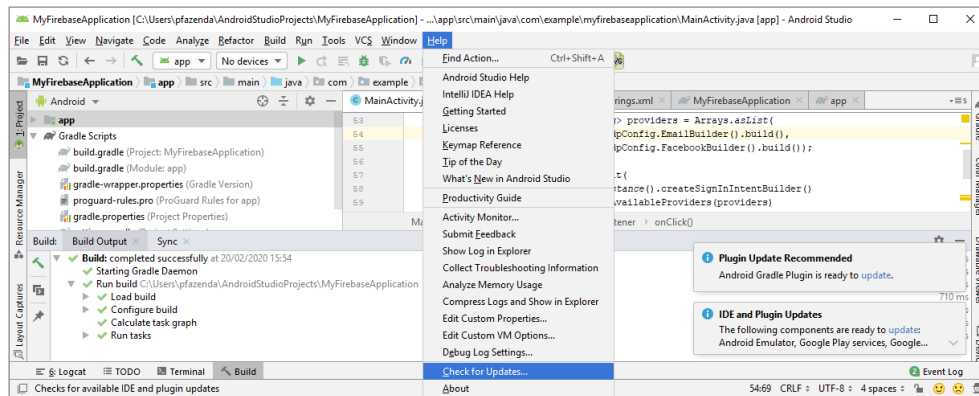 MyFirebaseApplication [C:\Users\pfazenda\AndroidStudioProjects\MyFirebaseApplication] - ...\app\src\main\java\com\example\myfirebaseapplication\MainActivity.java [app] - Android Studio
File Edit View Navigate Code Analyze Refactor Build Run Tools VCS Window Help
app No devices
MyFirebaseApplication app src main java com example
Android
MainActivity.j
rings.xml MyFirebaseApplication app
1: Project
Resource Manager
Layout Captures
app
Gradle Scripts
build.gradle (Project: MyFirebaseApplication)
build.gradle (Module: app)
gradle-wrapper.properties (Gradle Version)
proguard-rules.pro (ProGuard Rules for app)
gradle.properties (Project Properties)
53
54
55
56
57
58
59
> providers = Arrays.asList(
pConfig.EmailBuilder().build(),
pConfig.FacebookBuilder().build());
t(
tance().createSignInIntentBuilder()
vailableProviders(providers)
Ma
tener > onClick()
Find Action... Ctrl+Shift+A
Android Studio Help
IntelliJ IDEA Help
Getting Started
Licenses
Keymap Reference
Tip of the Day
What's New in Android Studio
Productivity Guide
Activity Monitor...
Submit Feedback
Show Log in Explorer
Collect Troubleshooting Information
Analyze Memory Usage
Compress Logs and Show in Explorer
Edit Custom Properties...
Edit Custom VM Options...
Debug Log Settings...
Check for Updates...
About
Build: Build Output Sync
Build: completed successfully at 20/02/2020 15:54
Starting Gradle Daemon
Run build C:\Users\pfazenda\AndroidStudioProjects\MyFirebaseApplication
Load build
Configure build
Calculate task graph
Run tasks
Plugin Update Recommended
Android Gradle Plugin is ready to update.
710 ms
IDE and Plugin Updates
The following components are ready to update:
Android Emulator, Google Play services, Google...
6: Logcat TODO Terminal Build
2 Event Log
Checks for available IDE and plugin updates
54:69 CRLF UTF-8 4 spaces